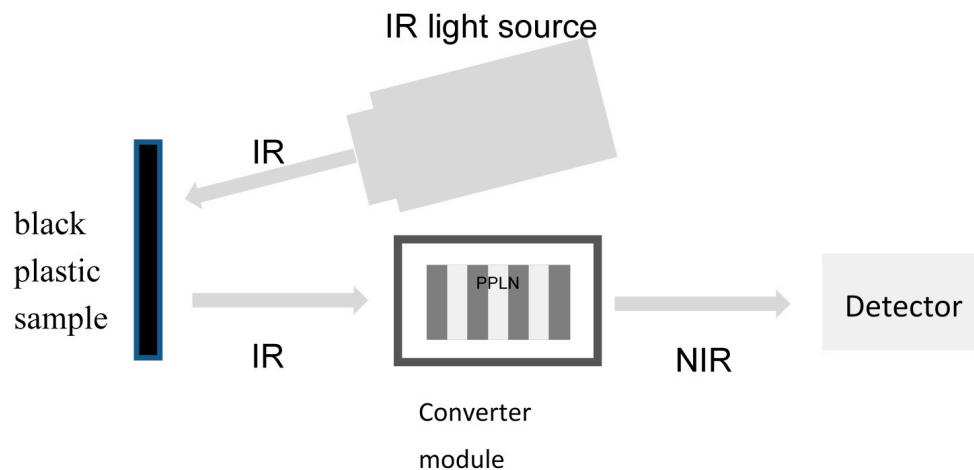 IR light source
IR
black
plastic
sample
PPLN
Detector
IR
NIR
Converter
module